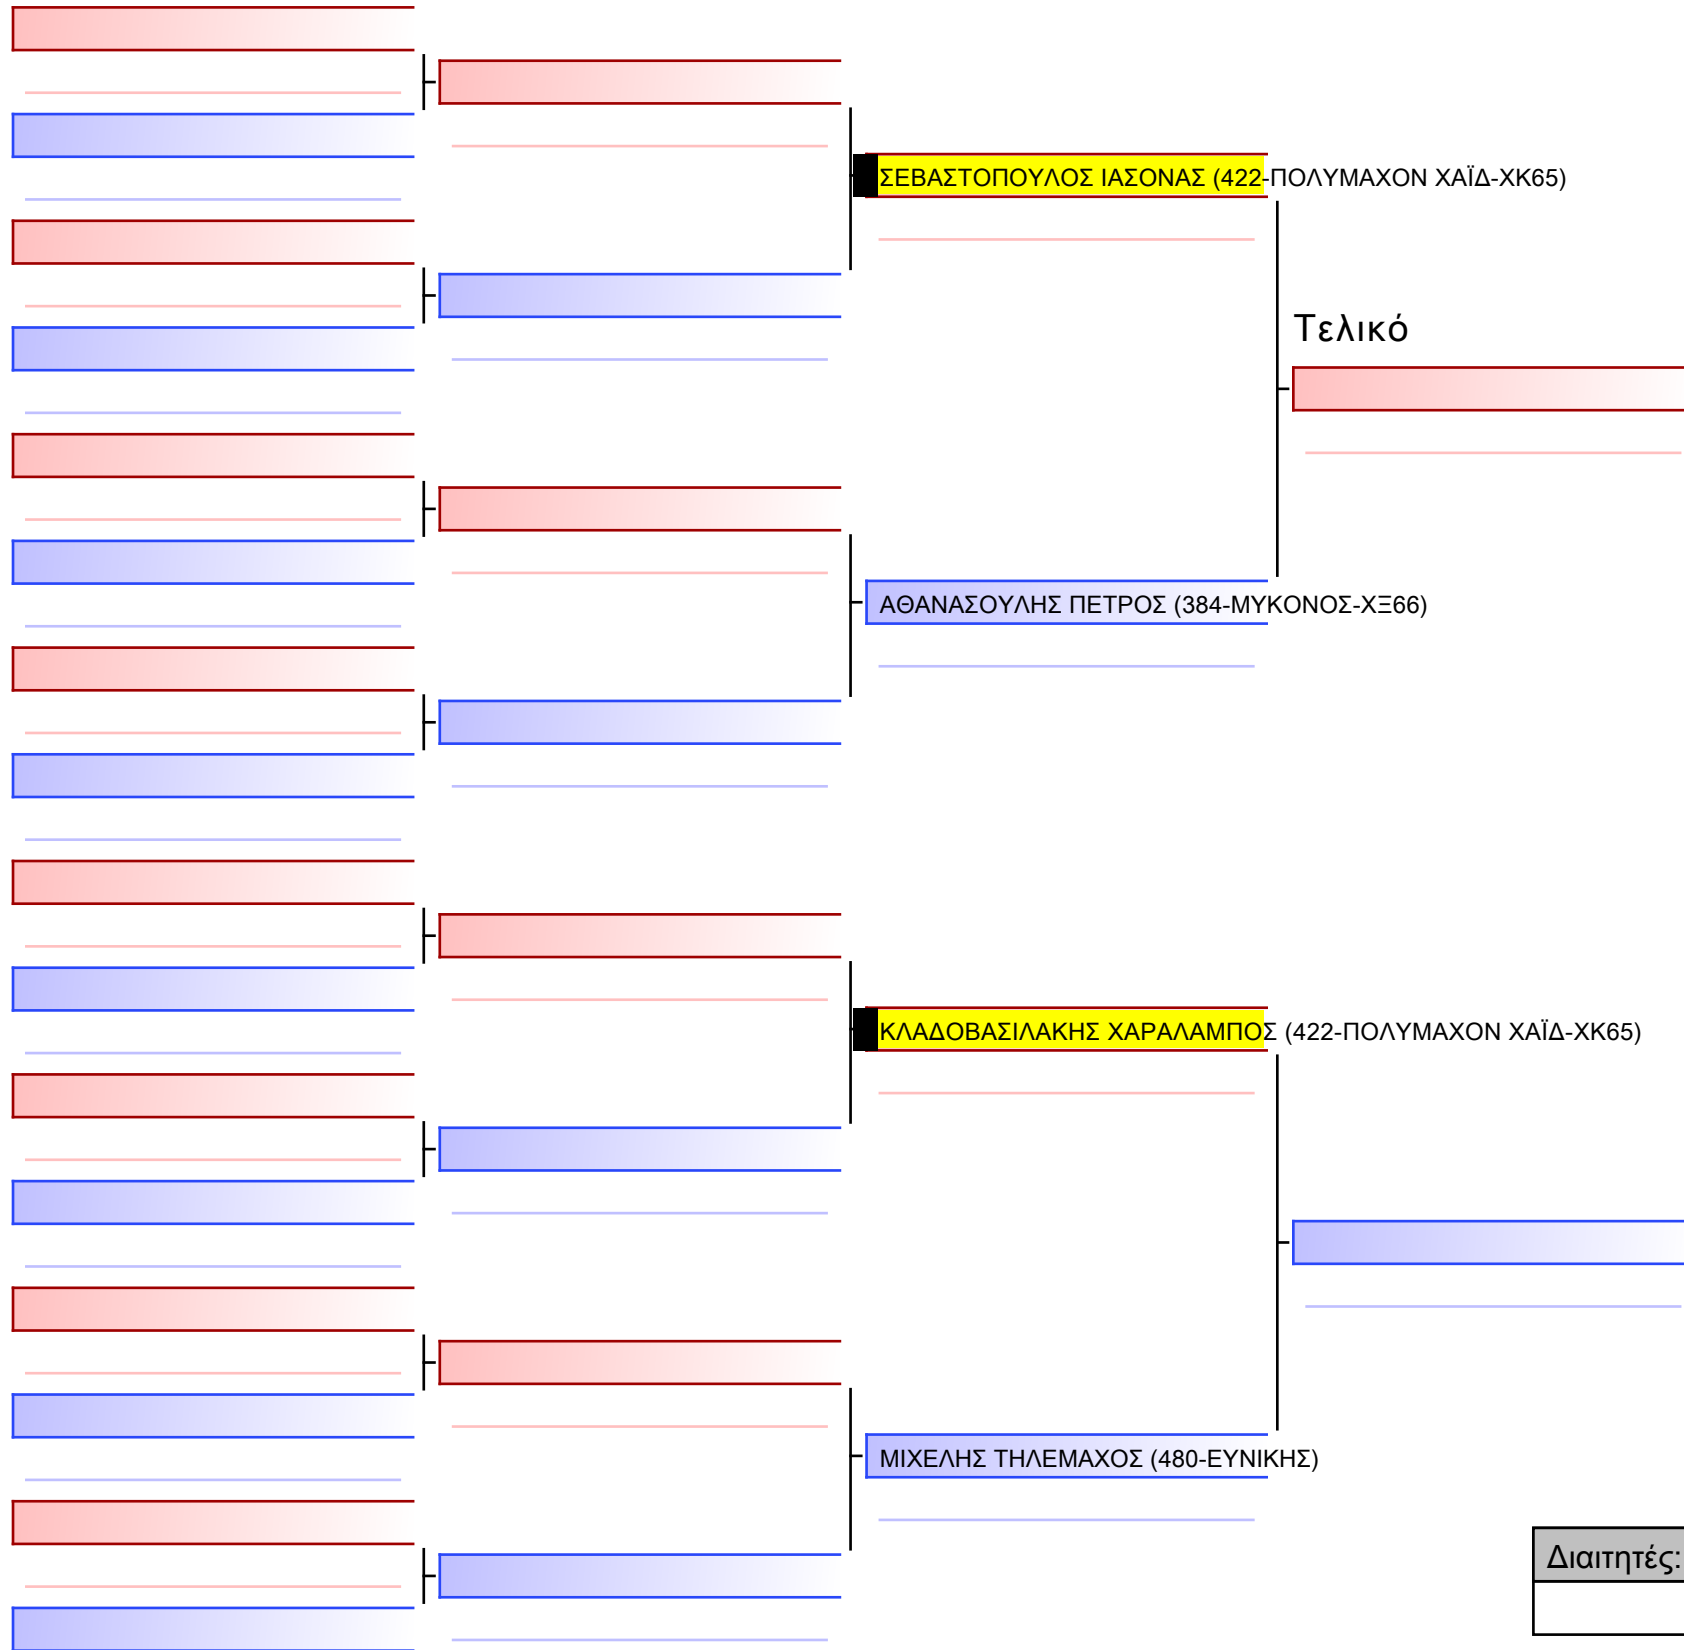 ΣΕΒΑΣΤΟΠΟΥΛΟΣ ΙΑΣΟΝΑΣ (422-ΠΟΛΥΜΑΧΟΝ ΧΑΪΔ-ΧΚ65)
Τελικό
ΑΘΑΝΑΣΟΥΛΗΣ ΠΕΤΡΟΣ (384-ΜΥΚΟΝΟΣ-ΧΞ66)
ΚΛΑΔΟΒΑΣΙΛΑΚΗΣ ΧΑΡΑΛΑΜΠΟΣ (422-ΠΟΛΥΜΑΧΟΝ ΧΑΪΔ-ΧΚ65)
ΜΙΧΕΛΗΣ ΤΗΛΕΜΑΧΟΣ (480-ΕΥΝΙΚΗΣ)
Διαιτητές: